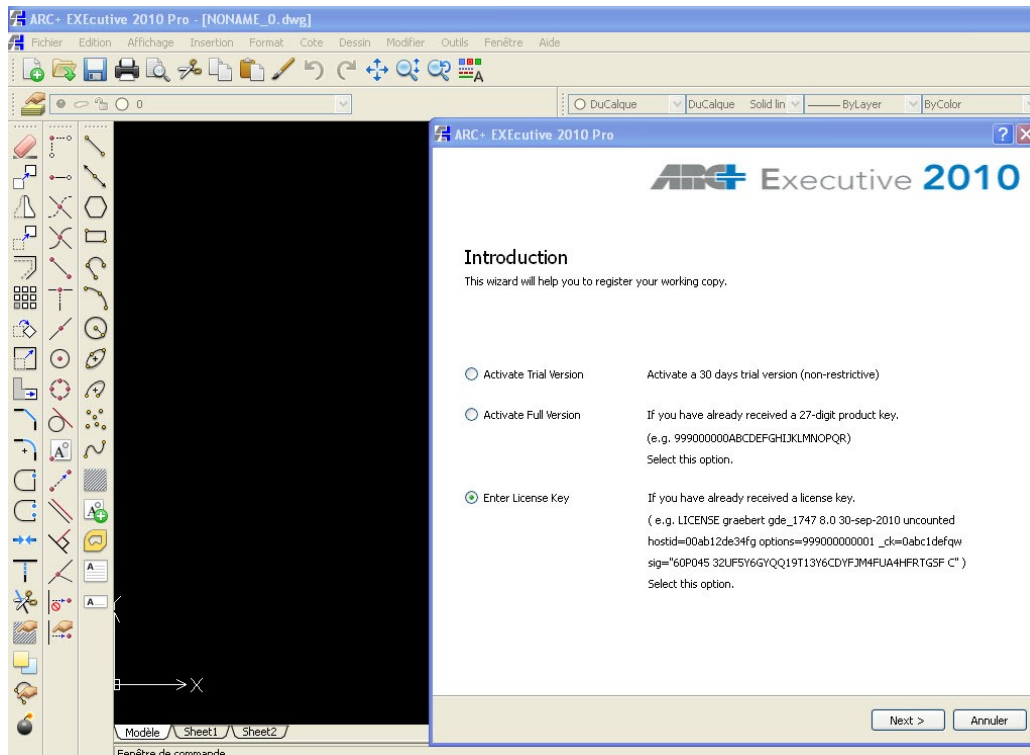 ARC+ EXEcutive 2010 Pro - [NONAME_0.dwg]
Fichier Edition Affichage Insertion Format Cote Dessin Modifier Outils Fenêtre Aide
0
DuCalque DuCalque Solid lin ByLayer ByColor
ARC+ EXEcutive 2010 Pro
ARC+ Executive 2010
Introduction
This wizard will help you to register your working copy.
Activate Trial Version Activate a 30 days trial version (non-restrictive)
Activate Full Version If you have already received a 27-digit product key.
(e.g. 999000000ABCDEFGHIJKLMNOPQR)
Select this option.
Enter License Key If you have already received a license key.
( e.g. LICENSE graebert gde_1747 8.0 30-sep-2010 uncounted
hostid=00ab12de34fg options=999000000001 _ck=0abc1defqw
sig="60P045 32UF5Y6GYQQ19T13Y6CDYFJM4FUA4HFRTGSF C" )
Select this option.
Y
X
Next > Annuler
Modèle Sheet1 Sheet2
Fenêtre de commande